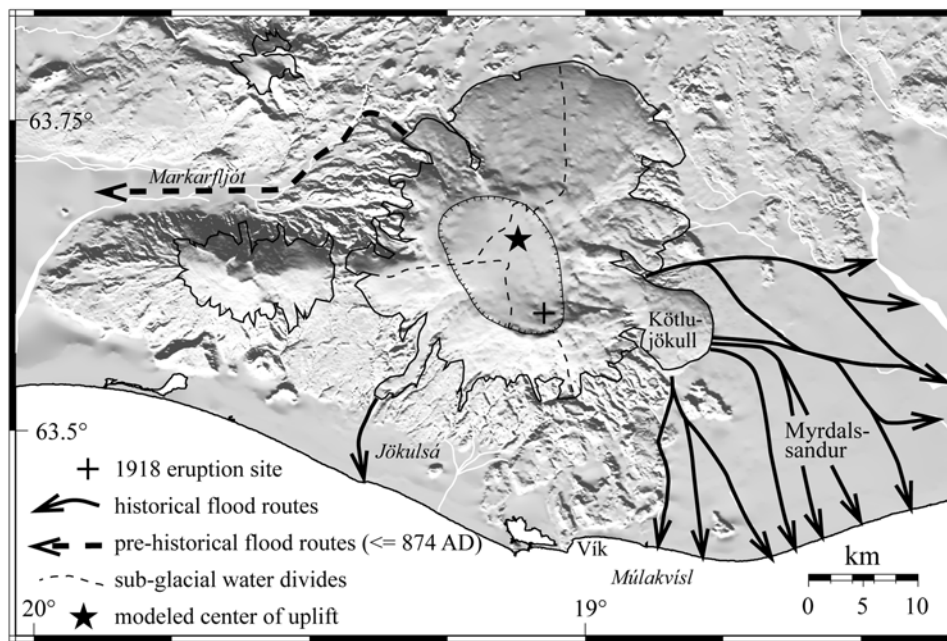 63.75°
Markarfljót
Kötlu-
jökull
63.5°
Jökulsá
Myrdals-
sandur
1918 eruption site
historical flood routes
pre-historical flood routes (<= 874 AD)
sub-glacial water divides
modeled center of uplift
Vík
Múlakvísl
km
0 5 10
20°
19°